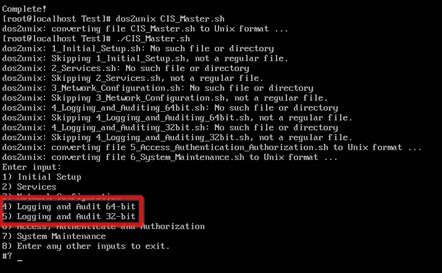 Complete!
[root@localhost Test]# dos2unix CIS_Master.sh
dos2unix: converting file CIS_Master.sh to Unix format ...
[root@localhost Test]# ./CIS_Master.sh
dos2unix: 1_Initial_Setup.sh: No such file or directory
dos2unix: Skipping 1_Initial_Setup.sh, not a regular file.
dos2unix: 2_Services.sh: No such file or directory
dos2unix: Skipping 2_Services.sh, not a regular file.
dos2unix: 3_Network_Configuration.sh: No such file or directory
dos2unix: Skipping 3_Network_Configuration.sh, not a regular file.
dos2unix: 4_Logging_and_Auditing_64bit.sh: No such file or directory
dos2unix: Skipping 4_Logging_and_Auditing_64bit.sh, not a regular file.
dos2unix: 4_Logging_and_Auditing_32bit.sh: No such file or directory
dos2unix: Skipping 4_Logging_and_Auditing_32bit.sh, not a regular file.
dos2unix: converting file 5_Access_Authentication_Authorization.sh to Unix format ...
dos2unix: converting file 6_System_Maintenance.sh to Unix format ...
Enter input:
1) Initial Setup
2) Services
3) Network Configuration
4) Logging and Audit 64-bit
5) Logging and Audit 32-bit
6) Access, Authenticate and Authorization
7) System Maintenance
8) Enter any other inputs to exit.
#? _